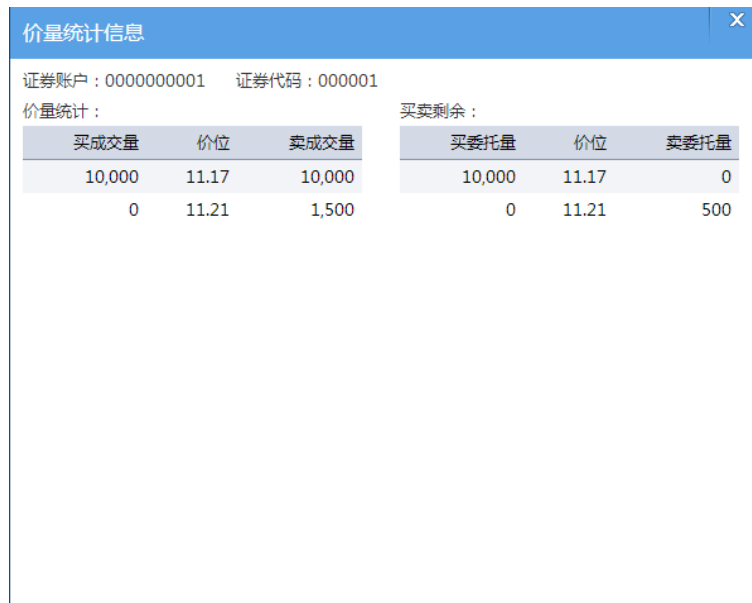 价量统计信息 X
证券账户：0000000001 证券代码：000001
价量统计： 买卖剩余：
买成交量 价位 卖成交量 买委托量 价位 卖委托量
10,000 11.17 10,000 10,000 11.17 0
0 11.21 1,500 0 11.21 500